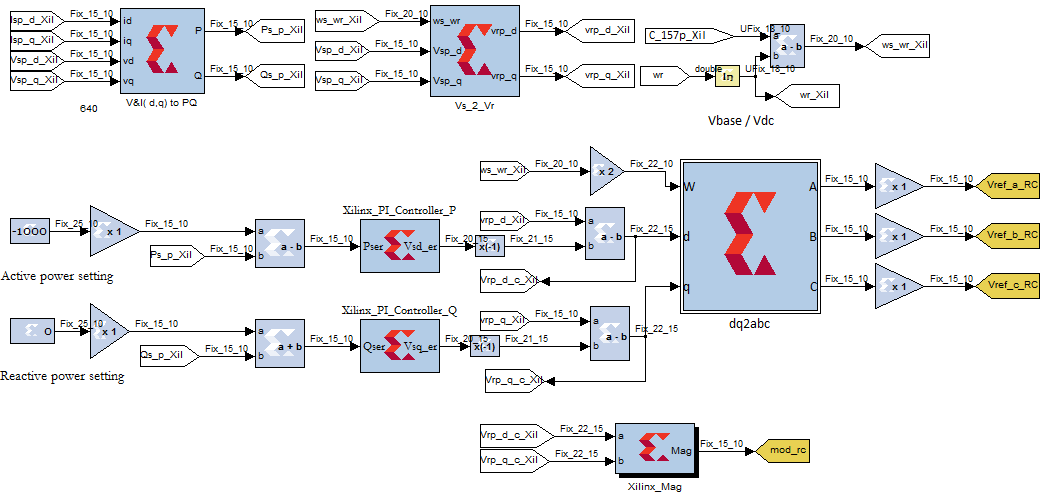 Isp_d_Xil
Fix_15_10
id
Isp_q_Xil
Fix_15_10
iq
Vsp_d_Xil
Fix_15_10
vd
Vsp_q_Xil
Fix_15_10
vq
P
Fix_15_10
Ps_p_Xil
Q
Fix_15_10
Qs_p_Xil
V&I( d,q) to PQ
640
ws_wr_Xil
Fix_20_10
ws_wr
Vsp_d_Xil
Fix_15_10
Vsp_d
Vsp_q_Xil
Fix_15_10
Vsp_q
vrp_d
Fix_15_10
vrp_d_Xil
vrp_q
Fix_15_10
vrp_q_Xil
Vs_2_Vr
C_157p_Xil
UFix_18_10
a
a - b
b
Fix_20_10
ws_wr_Xil
wr
double
UFix_18_10
wr_Xil
Vbase / Vdc
ws_wr_Xil
Fix_20_10
x 2
Fix_22_10
W
d
q
A
B
C
dq2abc
Fix_15_10
x 1
Fix_15_10
Vref_a_RC
Fix_15_10
x 1
Fix_15_10
Vref_b_RC
Fix_15_10
x 1
Fix_15_10
Vref_c_RC
-1000
Fix_25_10
x 1
Fix_15_10
Ps_p_Xil
Fix_15_10
a
b
a - b
Fix_15_10
Xilinx_PI_Controller_P
Pser
Vsd_er
Fix_20_15
x(-1)
Fix_21_15
vrp_d_Xil
Fix_15_10
a
b
a - b
Fix_22_15
Vrp_d_c_Xil
Active power setting
0
Fix_25_10
x 1
Fix_15_10
Qs_p_Xil
Fix_15_10
a
b
a + b
Fix_15_10
Xilinx_PI_Controller_Q
Qser
Vsq_er
Fix_20_15
x(-1)
Fix_21_15
vrp_q_Xil
Fix_15_10
a
b
a - b
Fix_22_15
Vrp_q_c_Xil
Reactive power setting
Vrp_d_c_Xil
Fix_22_15
a
Vrp_q_c_Xil
Fix_22_15
b
Mag
Fix_15_10
mod_rc
Xilinx_Mag